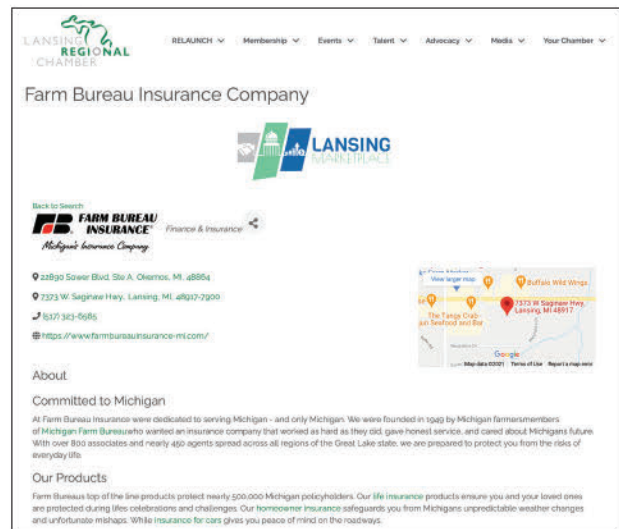 LANSING
REGIONAL
CHAMBER
RELAUNCH Membership Events Talent Advocacy Media Your Chamber
Farm Bureau Insurance Company
LANSING
MARKETPLACE
Back to Search
FARM BUREAU
INSURANCE®
Michigan's Insurance Company
Finance & Insurance
22890 Sower Blvd, Ste A, Okemos, MI, 48864
7373 W. Saginaw Hwy, Lansing, MI, 48917-7900
(517) 323-6585
https://www.farmbureauinsurance-mi.com/
View larger map
Buffalo Wild Wings
7373 W Saginaw Hwy,
Lansing, MI 48917
The Tangy Crab-
Seafood and Bar
Google
Map data ©2021 Terms of Use Report a map error
About
Committed to Michigan
At Farm Bureau Insurance were dedicated to serving Michigan - and only Michigan. We were founded in 1949 by Michigan farmersmembers
of Michigan Farm Bureauwho wanted an insurance company that worked as hard as they did, gave honest service, and cared about Michigans future.
With over 800 associates and nearly 450 agents spread across all regions of the Great Lake state, we are prepared to protect you from the risks of
everyday life.
Our Products
Farm Bureaus top of the line products protect nearly 500,000 Michigan policyholders. Our life insurance products ensure you and your loved ones
are protected during lifes celebrations and challenges. Our homeowner insurance safeguards you from Michigans unpredictable weather changes
and unfortunate mishaps. While insurance for cars gives you peace of mind on the roadways.